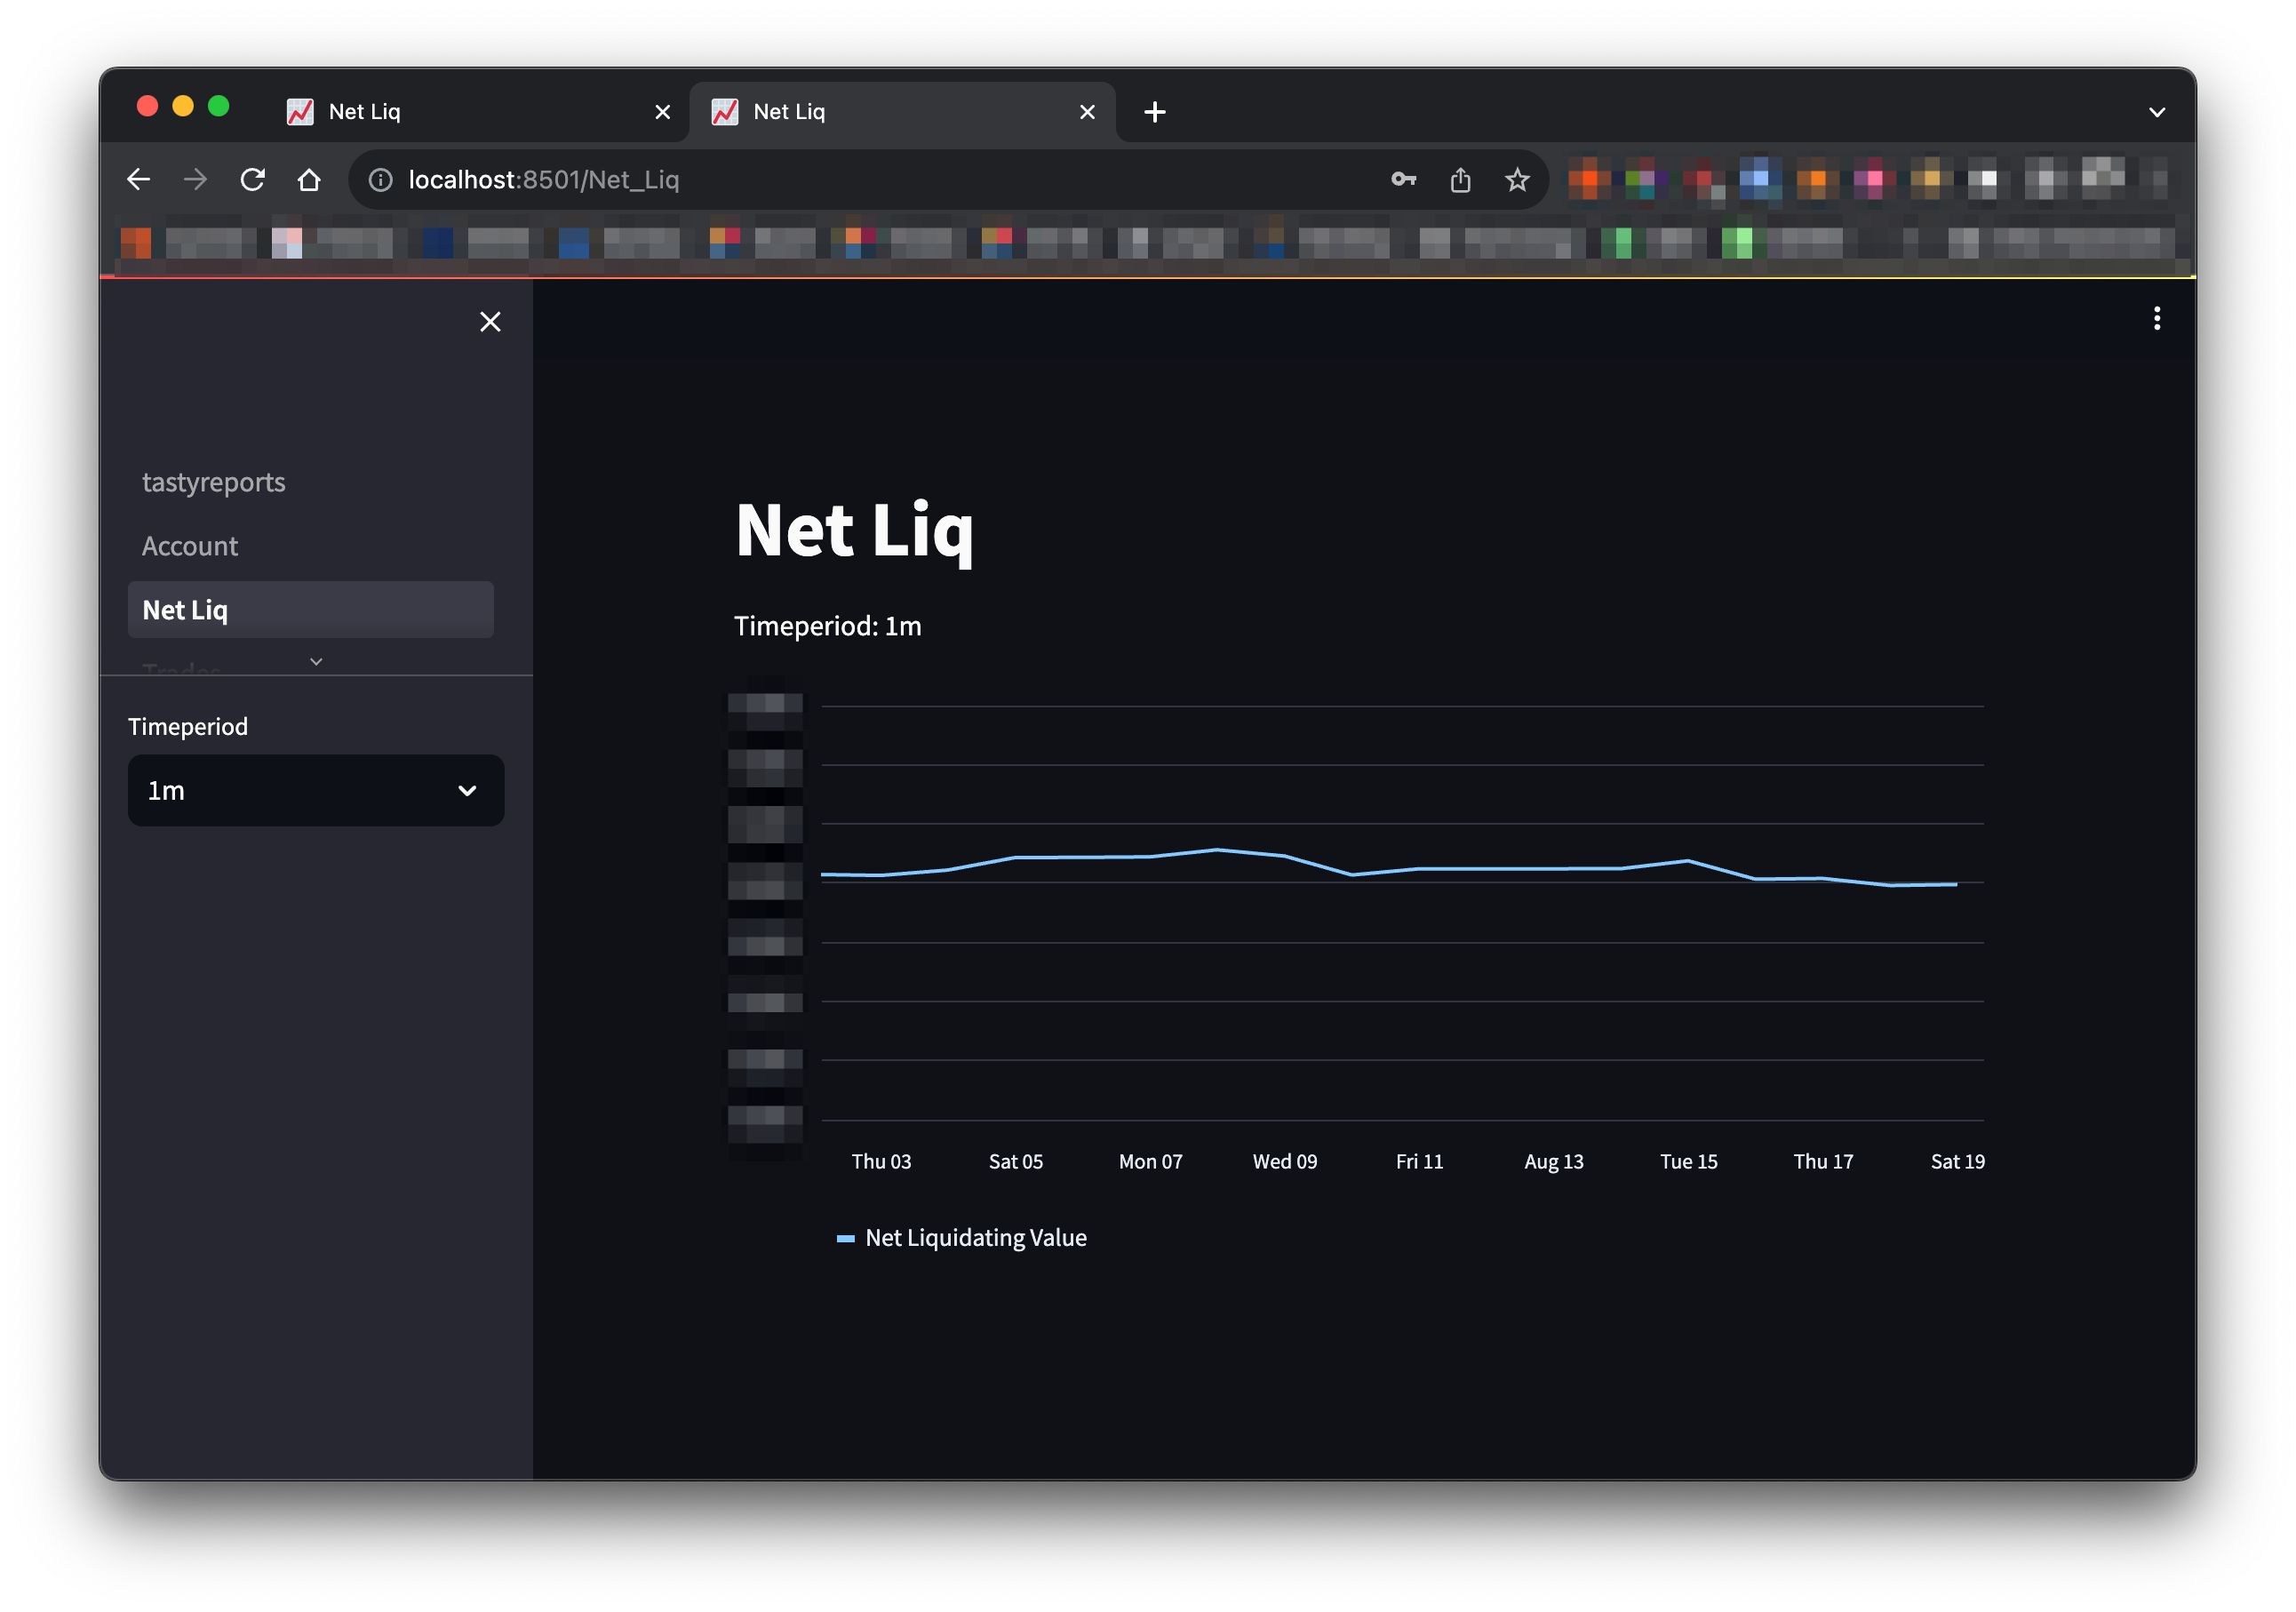 Net Liq
Net Liq
localhost:8501/Net_Liq
tastyreports
Account
Net Liq
Trades
Timeperiod
1m
Net Liq
Timeperiod: 1m
Thu 03 Sat 05 Mon 07 Wed 09 Fri 11 Aug 13 Tue 15 Thu 17 Sat 19
Net Liquidating Value